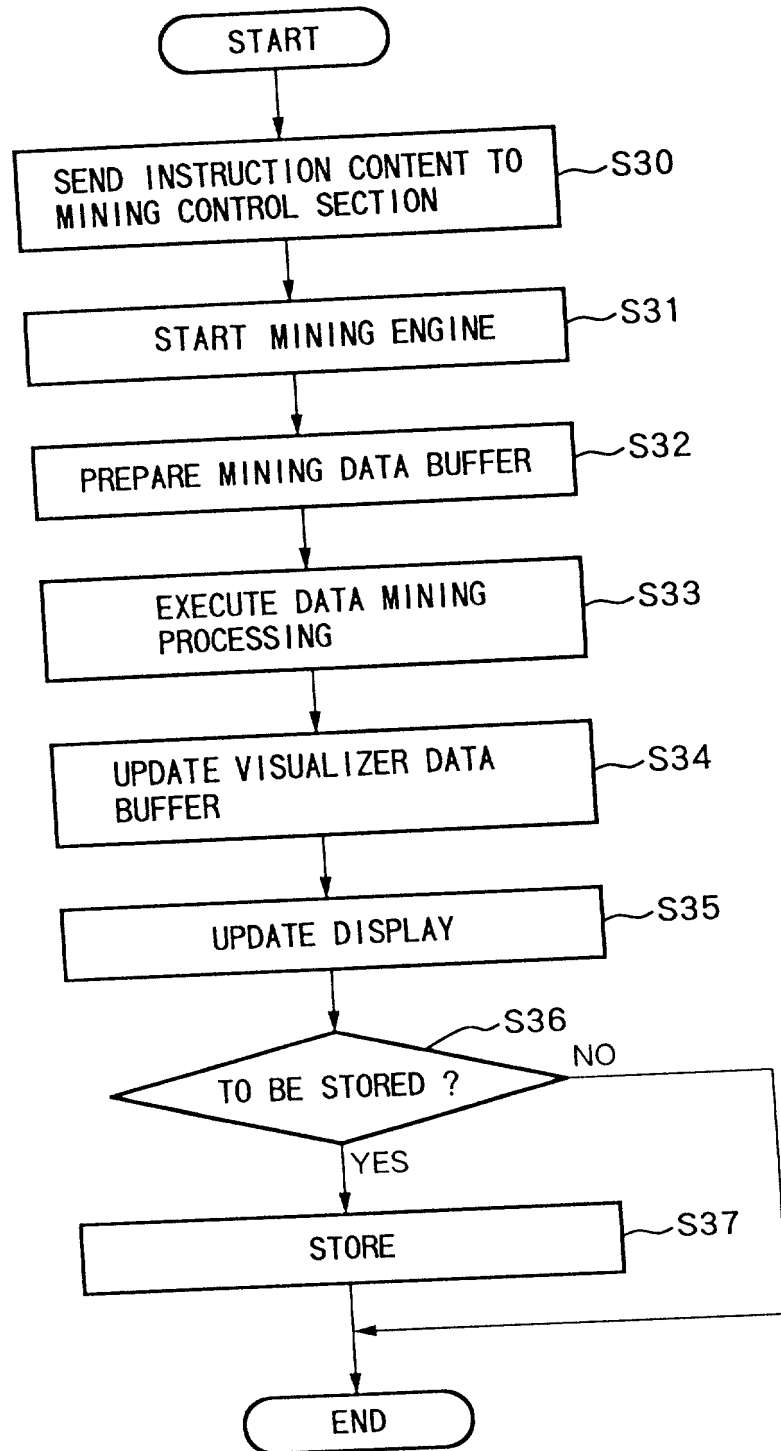 START
SEND INSTRUCTION CONTENT TO
MINING CONTROL SECTION
S30
START MINING ENGINE
S31
PREPARE MINING DATA BUFFER
S32
EXECUTE DATA MINING
PROCESSING
S33
UPDATE VISUALIZER DATA
BUFFER
S34
UPDATE DISPLAY
S35
S36
TO BE STORED ?
NO
YES
STORE
S37
END